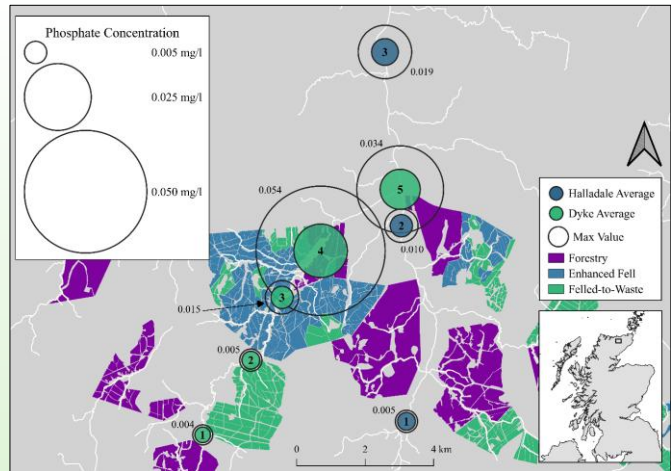 Phosphate Concentration
0.005 mg/l
0.025 mg/l
0.050 mg/l
3
0.019
0.034
5
0.054
2
0.010
4
3
0.015
0.005
2
0.004
1
0.005
1
0 2 4 km
Halladale Average
Dyke Average
Max Value
Forestry
Enhanced Fell
Felled-to-Waste